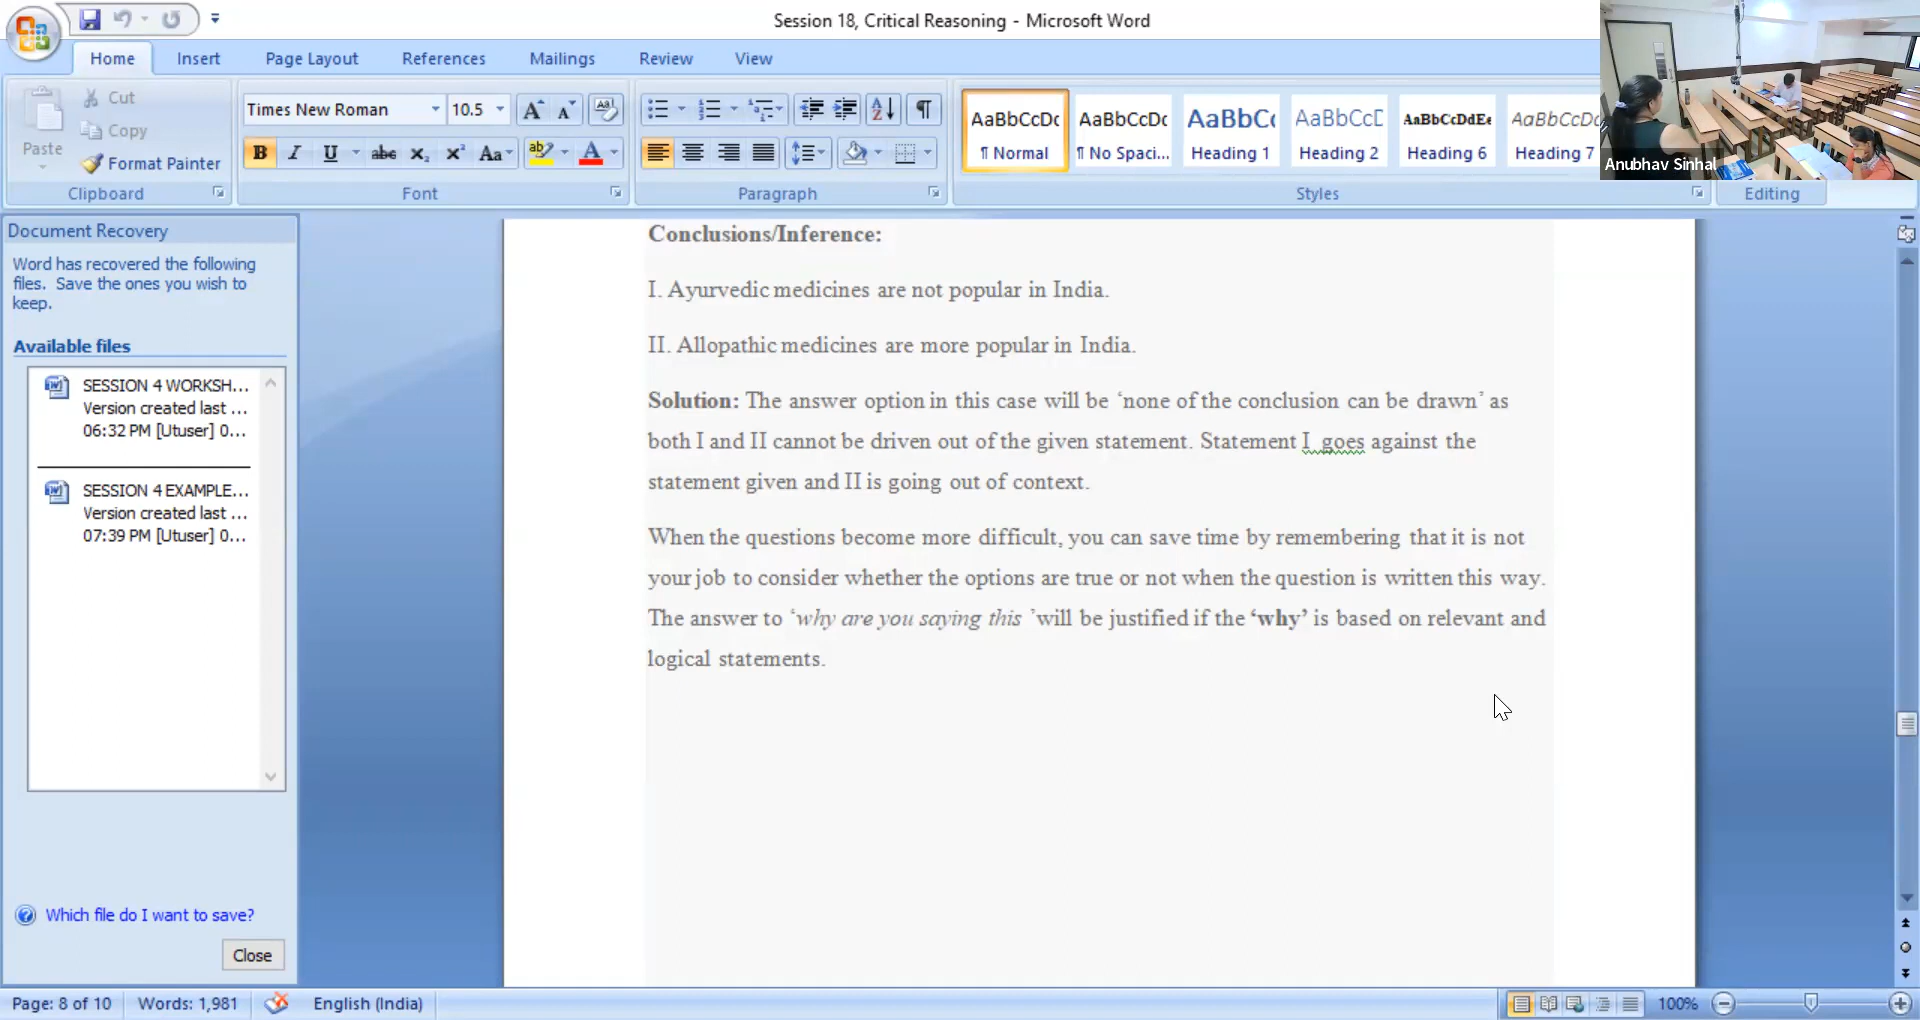 Session 18, Critical Reasoning - Microsoft Word
Home Insert Page Layout References Mailings Review View
Paste
Cut
Copy
Format Painter
Clipboard
Times New Roman 10.5
B I U abc X₂ X² Aa
Font
Paragraph
AaBbCcDc AaBbCcDc AaBbCc AaBbCcD AaBbCcDdEe AaBbCcDc
¶ Normal ¶ No Spaci... Heading 1 Heading 2 Heading 6 Heading 7
Styles
Editing
Anubhav Sinhal
Document Recovery
Word has recovered the following
files. Save the ones you wish to
keep.
Available files
SESSION 4 WORKSH...
Version created last ...
06:32 PM [Utuser] 0...
SESSION 4 EXAMPLE...
Version created last ...
07:39 PM [Utuser] 0...
Which file do I want to save?
Close
Conclusions/Inference:
I. Ayurvedic medicines are not popular in India.
II. Allopathic medicines are more popular in India.
Solution: The answer option in this case will be ‘none of the conclusion can be drawn’ as
both I and II cannot be driven out of the given statement. Statement I goes against the
statement given and II is going out of context.
When the questions become more difficult, you can save time by remembering that it is not
your job to consider whether the options are true or not when the question is written this way.
The answer to ‘why are you saying this ’will be justified if the ‘why’ is based on relevant and
logical statements.
Page: 8 of 10 Words: 1,981 English (India) 100%